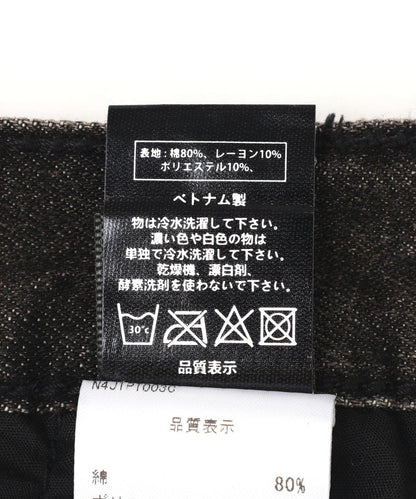 表地:棉80%、レーヨン10%
ポリエステル10%、
ベトナム製
物は冷水洗濯して下さい。
濃い色や白色の物は
単独で冷水洗濯して下さい。
乾燥機、漂白剤、
酵素洗剤を使わないで下さい。
30°c
品質表示
N4J1P1003C
品質表示
綿 80%